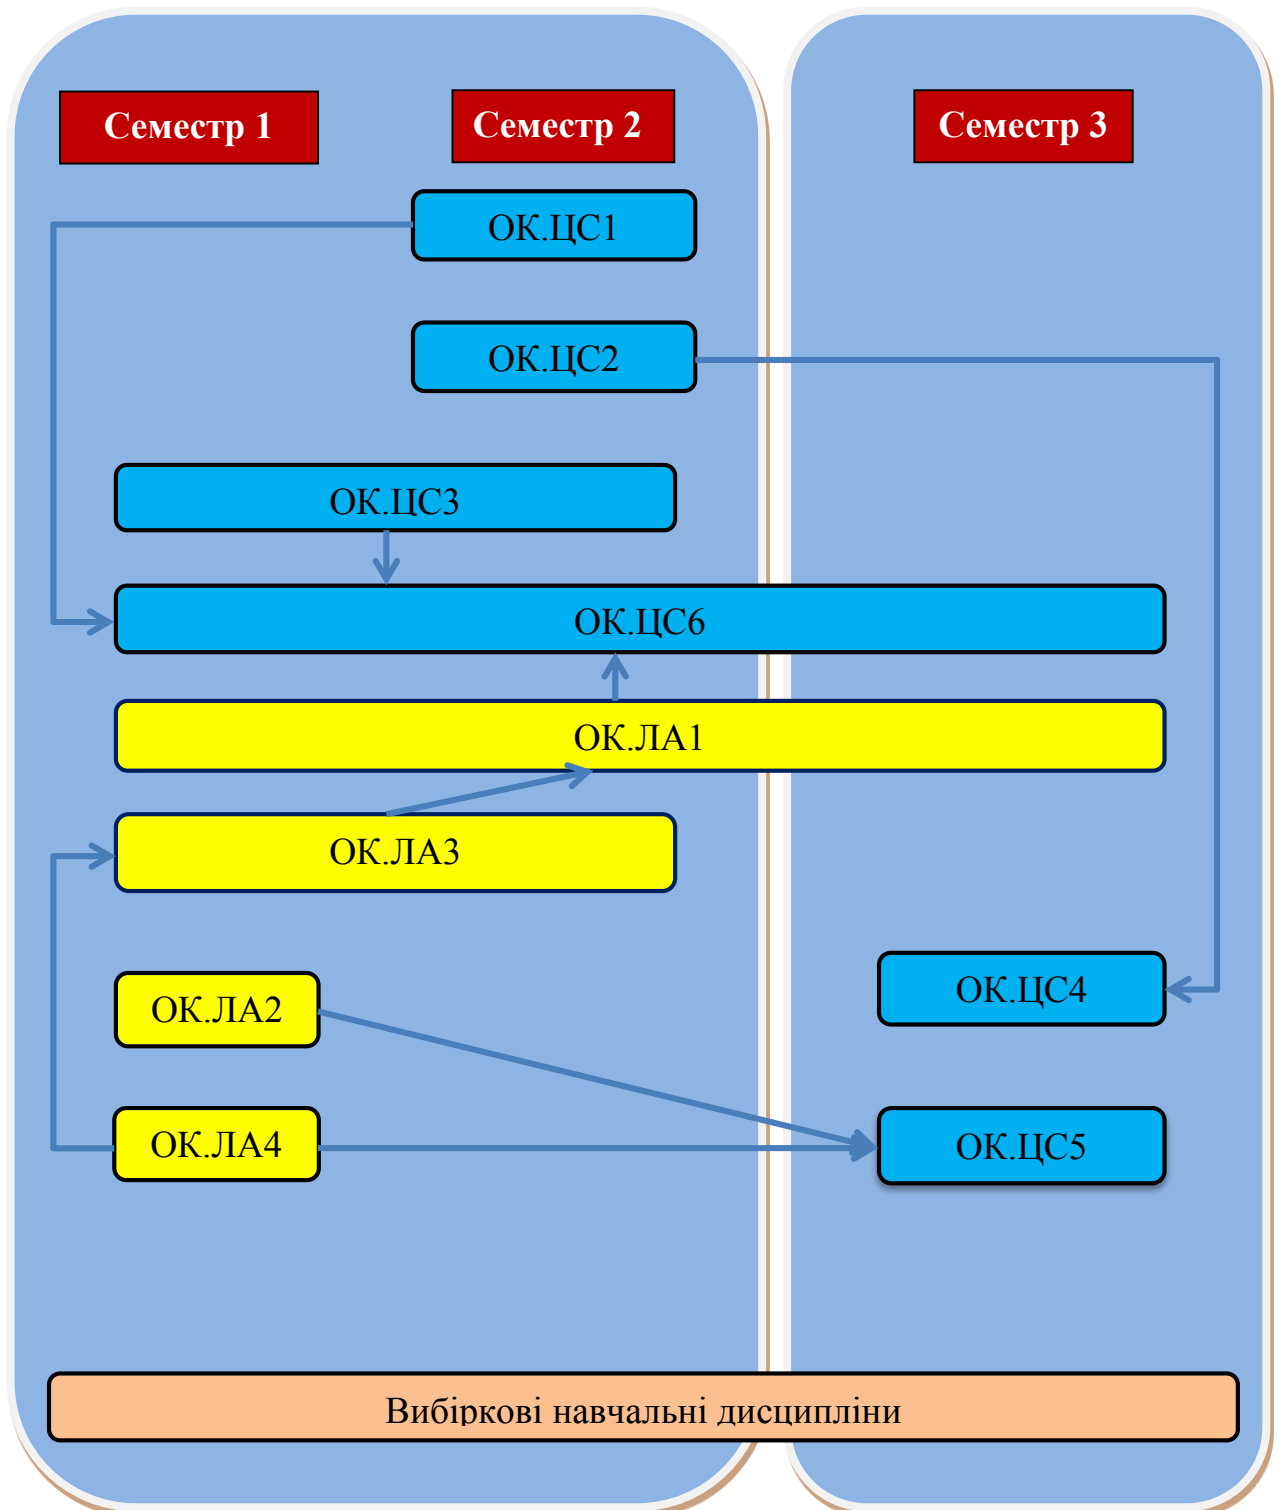 Семестр 1
Семестр 2
Семестр 3
ОК.ЦС1
ОК.ЦС2
ОК.ЦС3
ОК.ЦС6
ОК.ЛА1
ОК.ЛА3
ОК.ЛА2
ОК.ЦС4
ОК.ЛА4
ОК.ЦС5
Вибіркові навчальні дисципліни